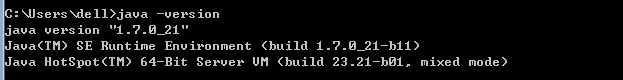 C:\Users\dell>java -version
java version "1.7.0_21"
Java(TM) SE Runtime Environment (build 1.7.0_21-b11)
Java HotSpot(TM) 64-Bit Server VM (build 23.21-b01, mixed mode)